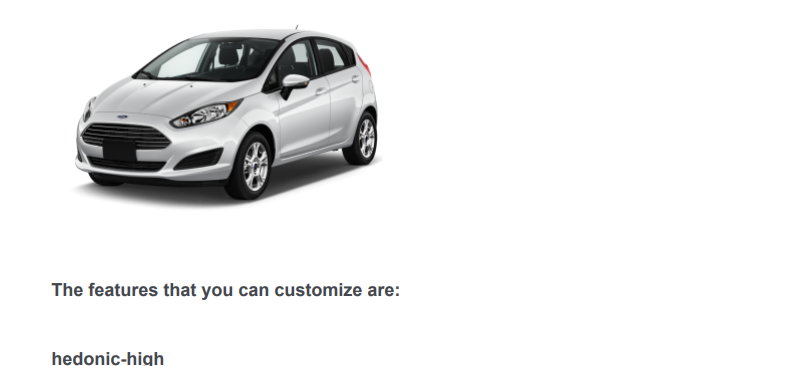 The features that you can customize are:
hedonic-high